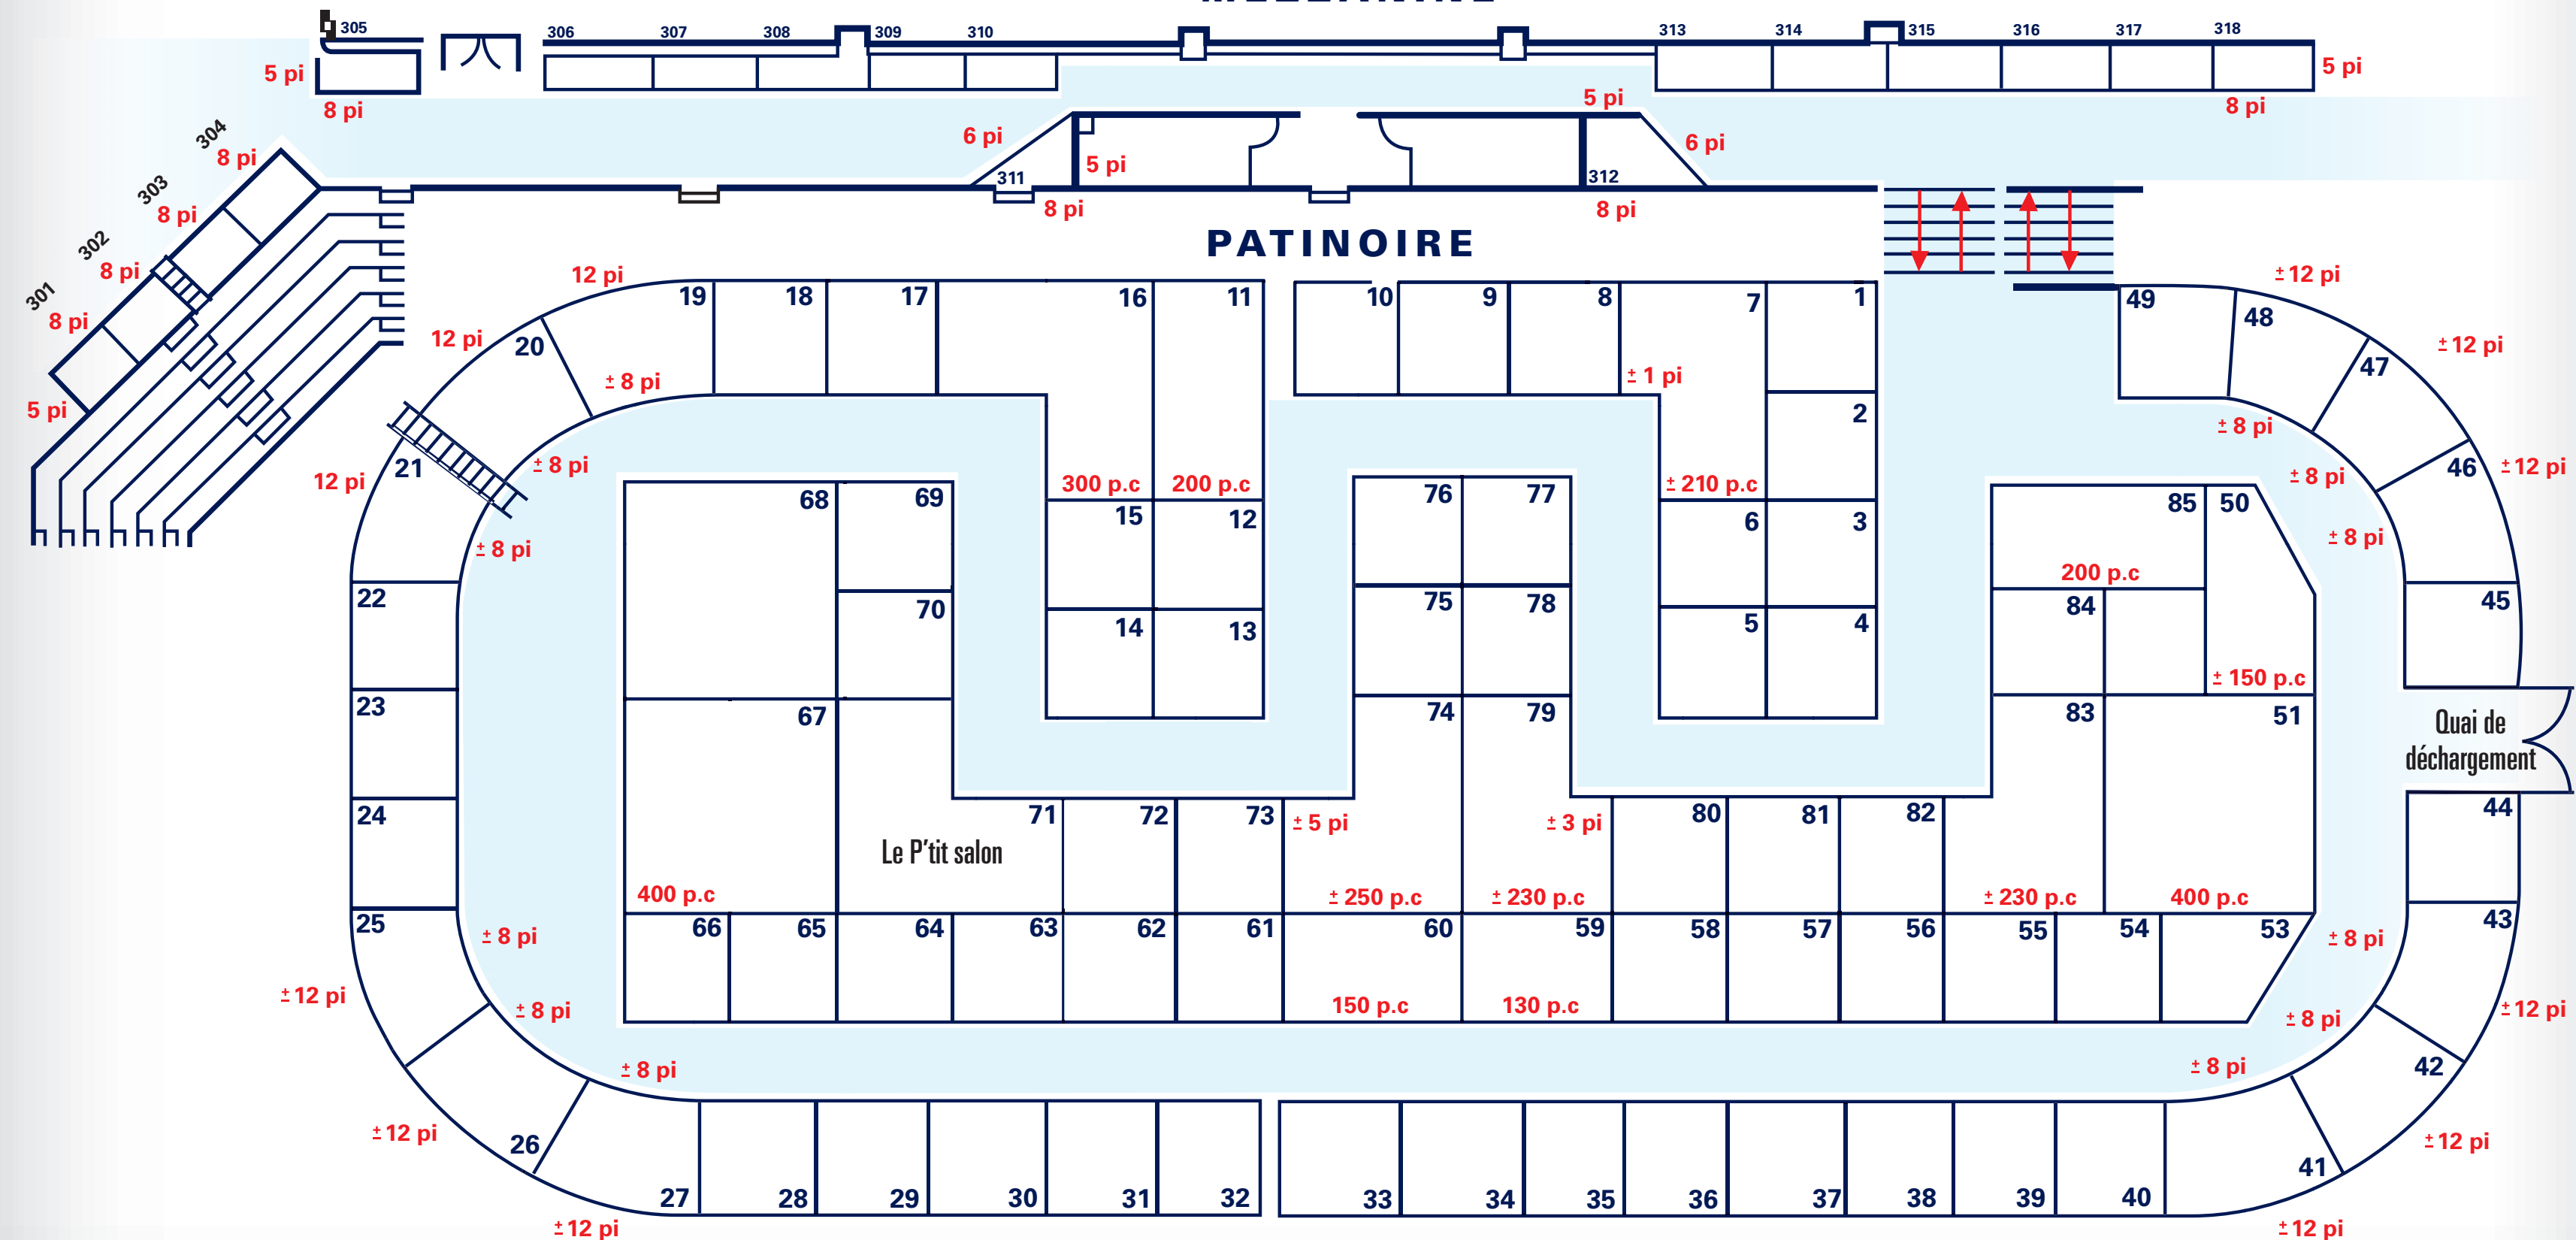 305
306 307 308 309 310 313 314 315 316 317 318
5 pi 5 pi
8 pi 5 pi 8 pi
304
8 pi
6 pi 5 pi 6 pi
311 312
303
8 pi
8 pi 8 pi
302
8 pi
PATINOIRE
301
8 pi
5 pi
12 pi ± 12 pi
19 18 17 16 11 10 9 8 7 1 49 48
12 pi 20 ± 12 pi
± 8 pi ± 1 pi 47
2 ± 8 pi
12 pi 21 ± 8 pi 46 ± 12 pi
300 p.c 200 p.c ± 210 p.c ± 8 pi
68 69 76 77 85 50
15 12 6 3
± 8 pi ± 8 pi
200 p.c
22 70 75 78 84 45
14 13 5 4
± 150 p.c
23 67 74 79 83 51
Quai de
déchargement
24 71 72 73 ± 5 pi ± 3 pi 80 81 82 44
Le P'tit salon
400 p.c ± 250 p.c ± 230 p.c ± 230 p.c 400 p.c
25 66 65 64 63 62 61 60 59 58 57 56 55 54 53 43
± 8 pi ± 8 pi
± 12 pi ± 8 pi 150 p.c 130 p.c ± 8 pi ± 12 pi
± 8 pi ± 8 pi 42
± 12 pi 26 41 ± 12 pi
27 28 29 30 31 32 33 34 35 36 37 38 39 40
± 12 pi ± 12 pi